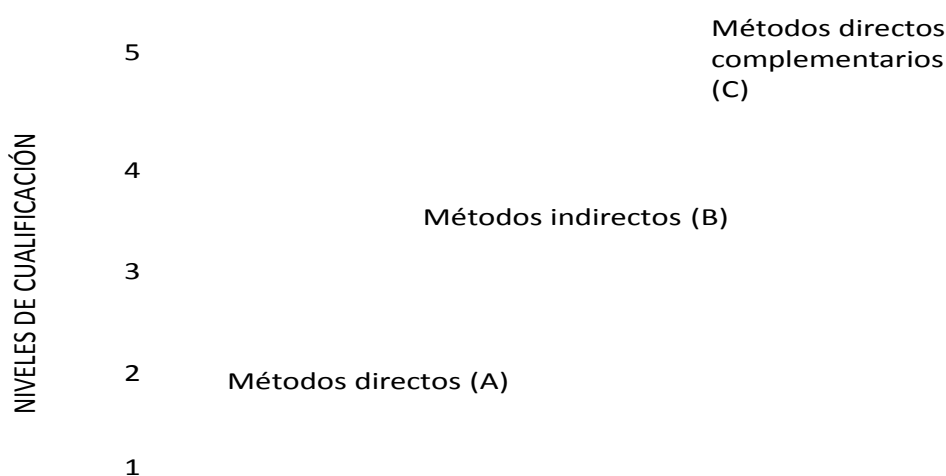 NIVELES DE CUALIFICACIÓN
5
Métodos directos
complementarios
(C)
4
Métodos indirectos (B)
3
2
Métodos directos (A)
1